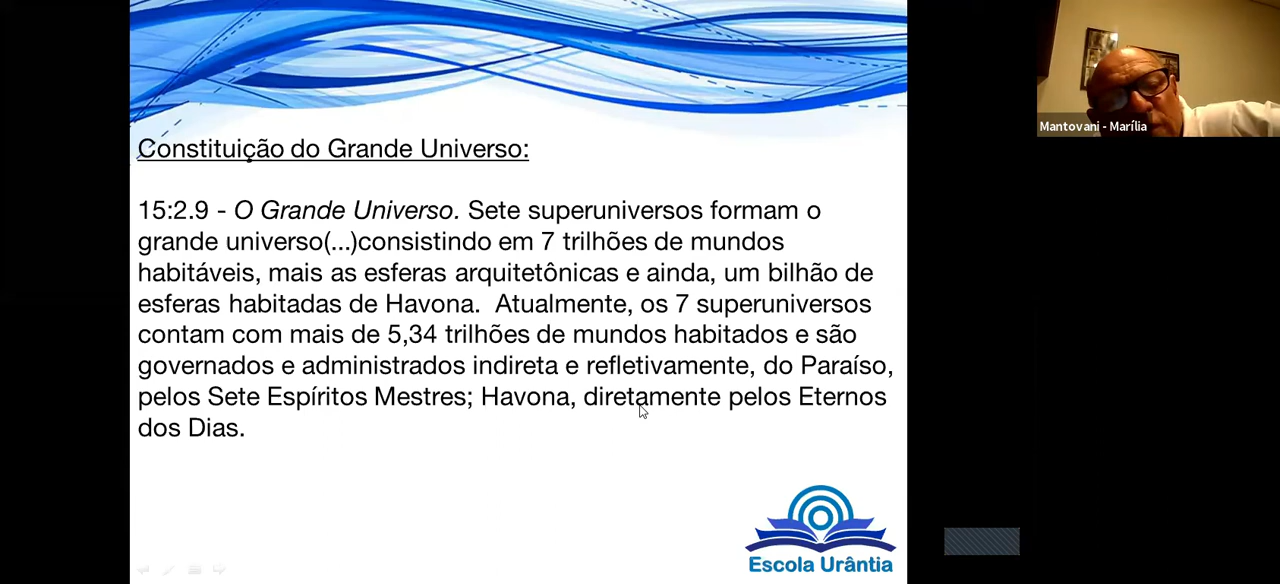 Constituição do Grande Universo:
15:2.9 - O Grande Universo. Sete superuniversos formam o
grande universo(...)consistindo em 7 trilhões de mundos
habitáveis, mais as esferas arquitetônicas e ainda, um bilhão de
esferas habitadas de Havona.  Atualmente, os 7 superuniversos
contam com mais de 5,34 trilhões de mundos habitados e são
governados e administrados indireta e refletivamente, do Paraíso,
pelos Sete Espíritos Mestres; Havona, diretamente pelos Eternos
dos Dias.
Escola Urântia
Mantovani - Marília